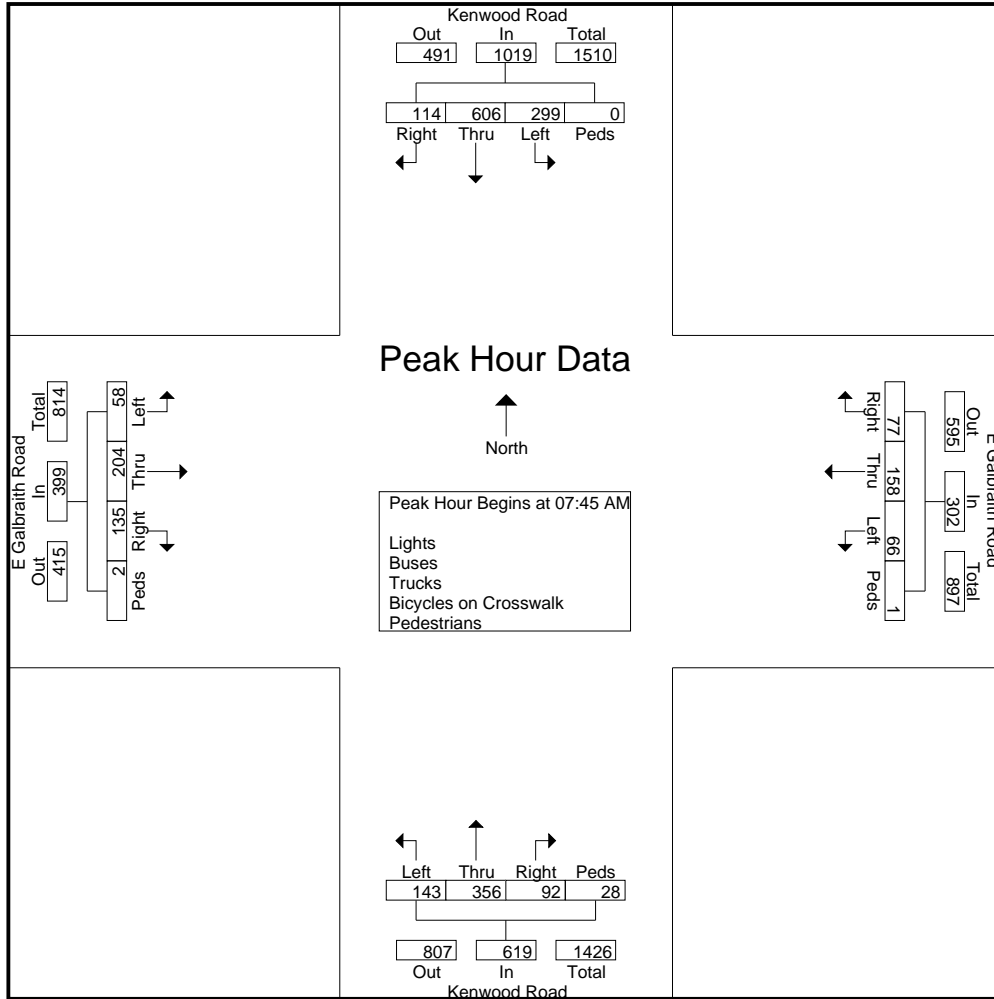 Kenwood Road
Out In Total
491 1019 1510
114 606 299 0
Right Thru Left Peds
Peak Hour Data
North
Peak Hour Begins at 07:45 AM
Lights
Buses
Trucks
Bicycles on Crosswalk
Pedestrians
E Galbraith Road
Out In Total
415 399 814
2 135 204 58
Peds Right Thru Left
E Galbraith Road
Out In Total
595 302 897
77 158 66 1
Right Thru Left Peds
Left Thru Right Peds
143 356 92 28
807 619 1426
Out In Total
Kenwood Road